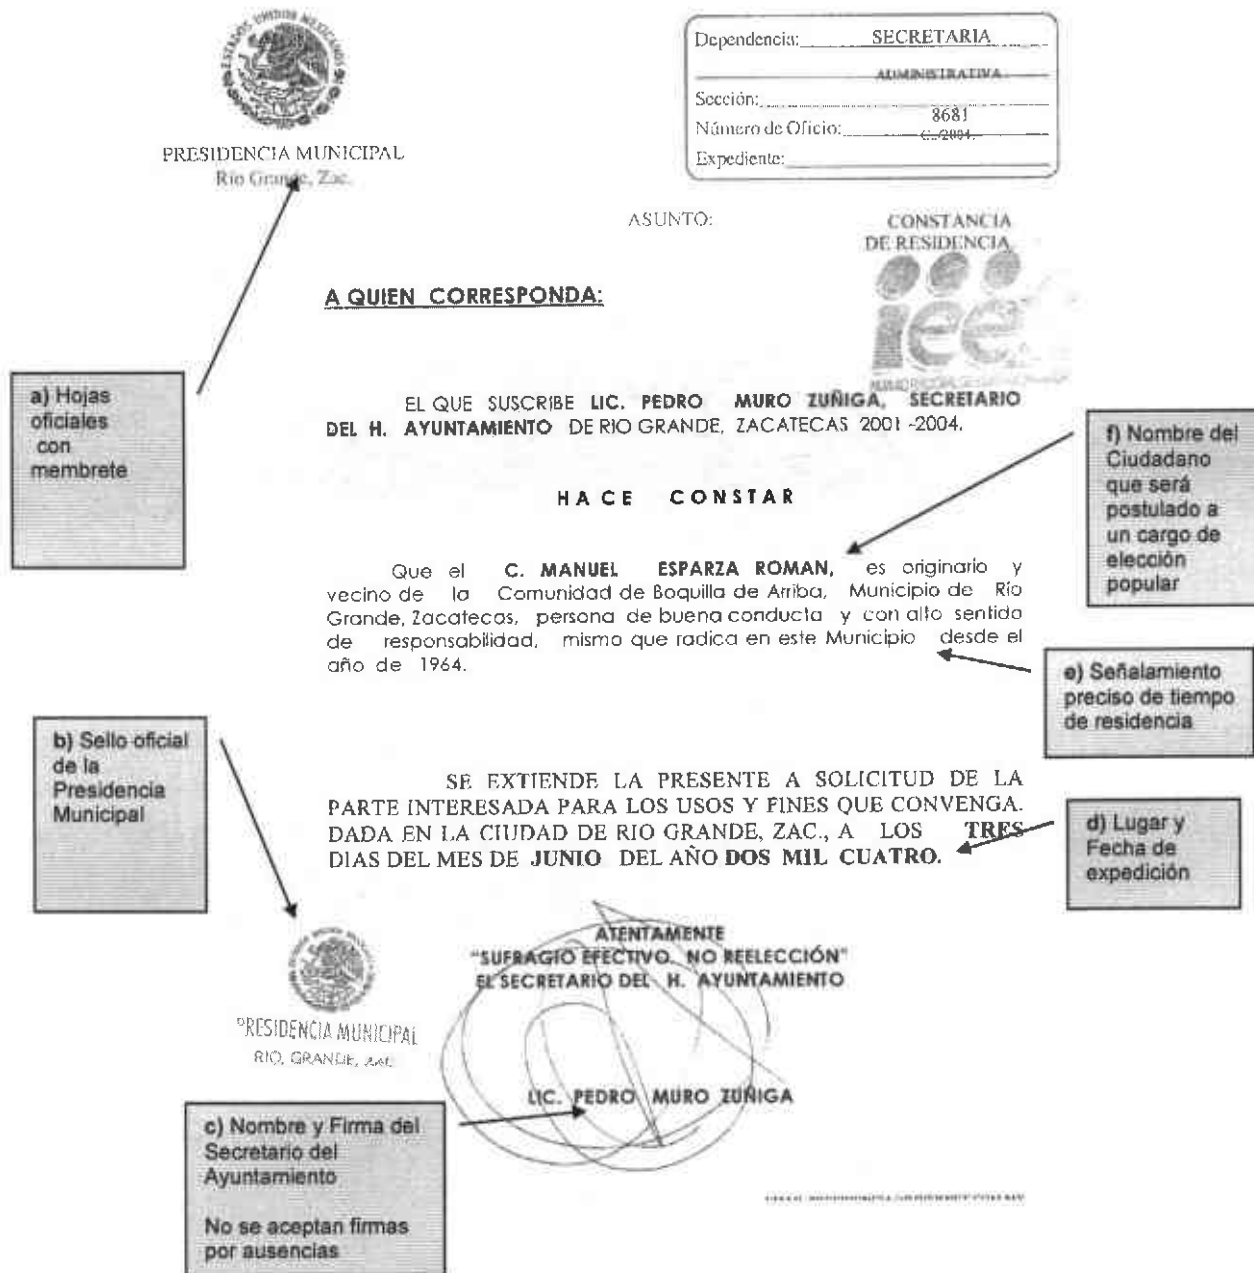 ESTADOS UNIDOS MEXICANOS
PRESIDENCIA MUNICIPAL
Río Grande, Zac.
Dependencia: SECRETARIA
ADMINISTRATIVA
Sección:
Número de Oficio: 8681
Expediente:
ASUNTO:
CONSTANCIA
DE RESIDENCIA
iee
A QUIEN CORRESPONDA:
a) Hojas
oficiales
con
membrete
EL QUE SUSCRIBE LIC. PEDRO MURO ZUÑIGA, SECRETARIO
DEL H. AYUNTAMIENTO DE RIO GRANDE, ZACATECAS 2001 -2004.
f) Nombre del
Ciudadano
que será
postulado a
un cargo de
elección
popular
HACE CONSTAR
Que el C. MANUEL ESPARZA ROMAN, es originario y
vecino de la Comunidad de Boquilla de Arriba, Municipio de Río
Grande, Zacatecas, persona de buena conducta y con alto sentido
de responsabilidad, mismo que radica en este Municipio desde el
año de 1964.
e) Señalamiento
preciso de tiempo
de residencia
b) Sello oficial
de la
Presidencia
Municipal
SE EXTIENDE LA PRESENTE A SOLICITUD DE LA
PARTE INTERESADA PARA LOS USOS Y FINES QUE CONVENGA.
DADA EN LA CIUDAD DE RIO GRANDE, ZAC., A LOS TRES
DIAS DEL MES DE JUNIO DEL AÑO DOS MIL CUATRO.
d) Lugar y
Fecha de
expedición
ATENTAMENTE
"SUFRAGIO EFECTIVO. NO REELECCIÓN"
EL SECRETARIO DEL H. AYUNTAMIENTO
PRESIDENCIA MUNICIPAL
RIO, GRANDE, ZAC.
LIC. PEDRO MURO ZUÑIGA
c) Nombre y Firma del
Secretario del
Ayuntamiento
No se aceptan firmas
por ausencias